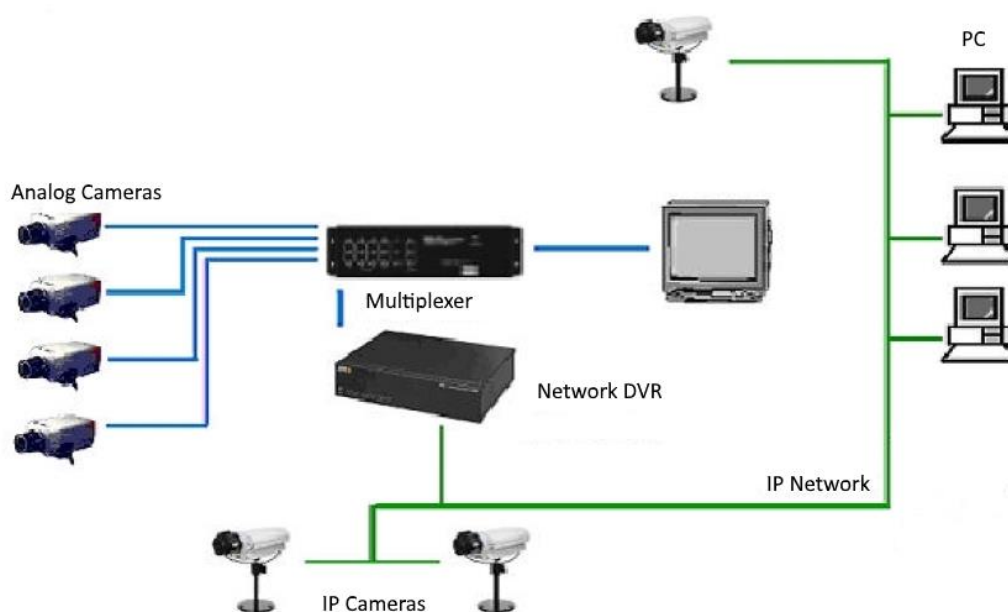 PC
Analog Cameras
Multiplexer
Network DVR
IP Network
IP Cameras